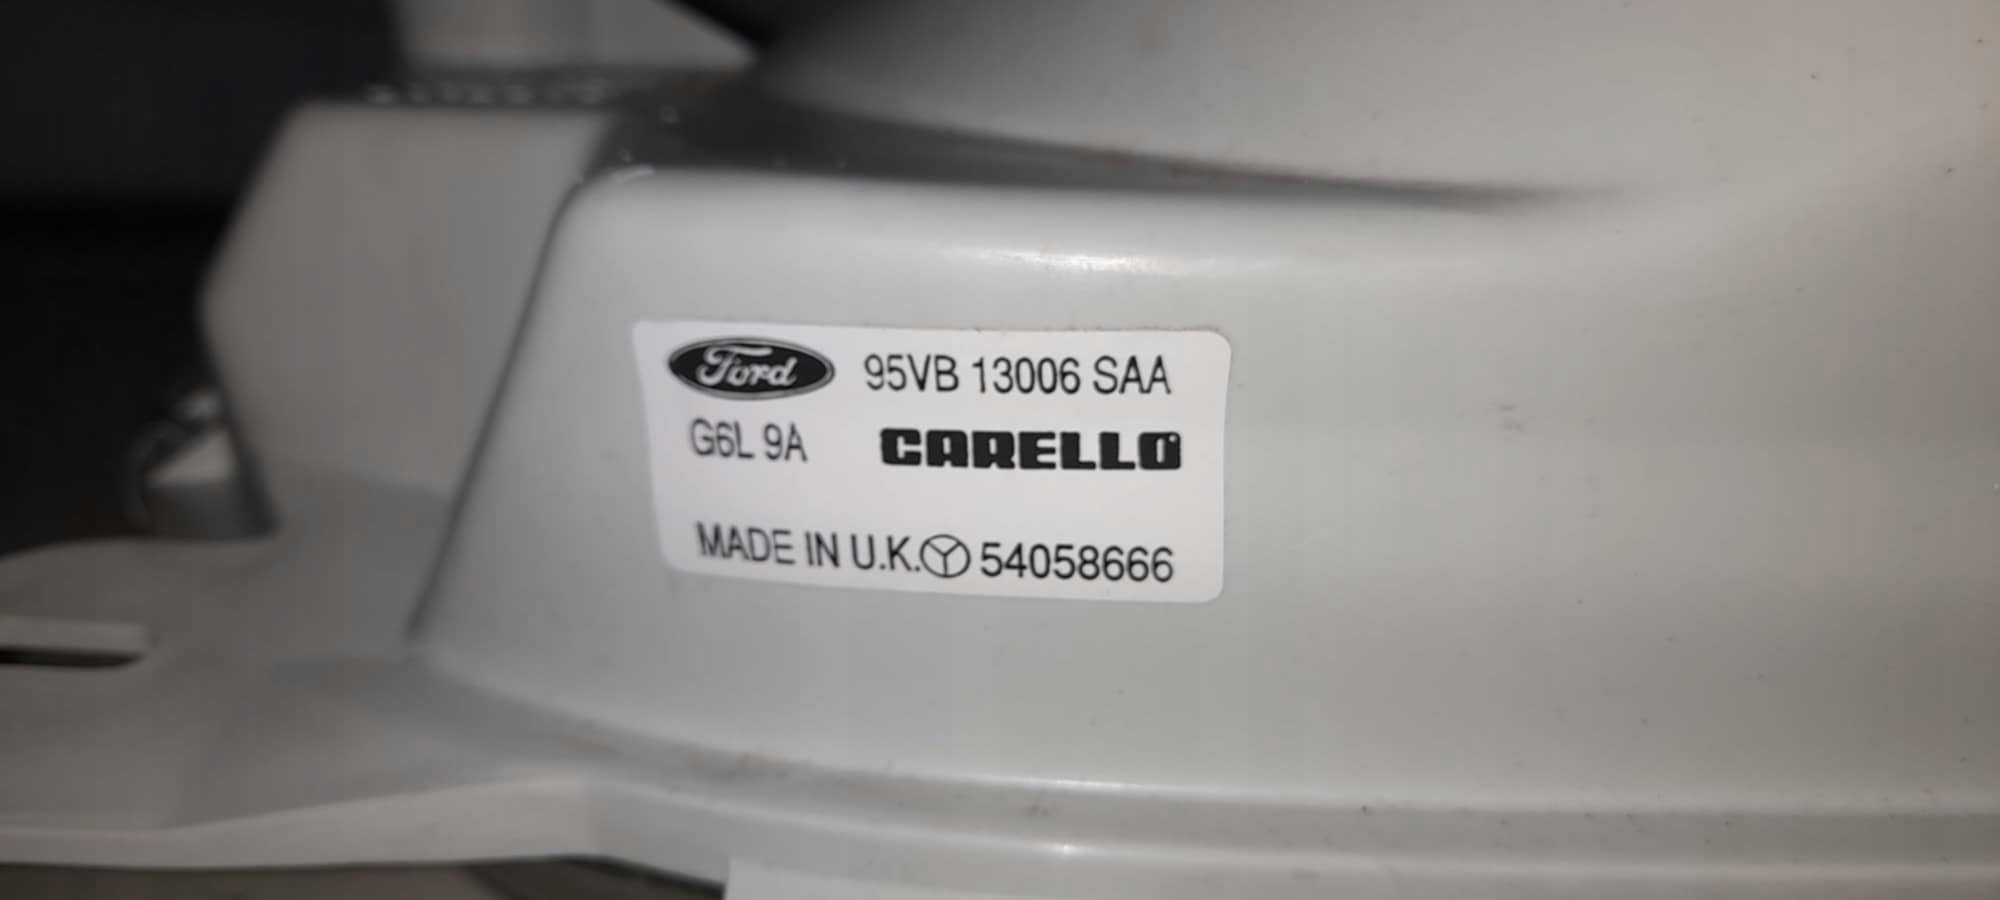 Ford 95VB 13006 SAA
G6L 9A CARELLO
MADE IN U.K. 54058666